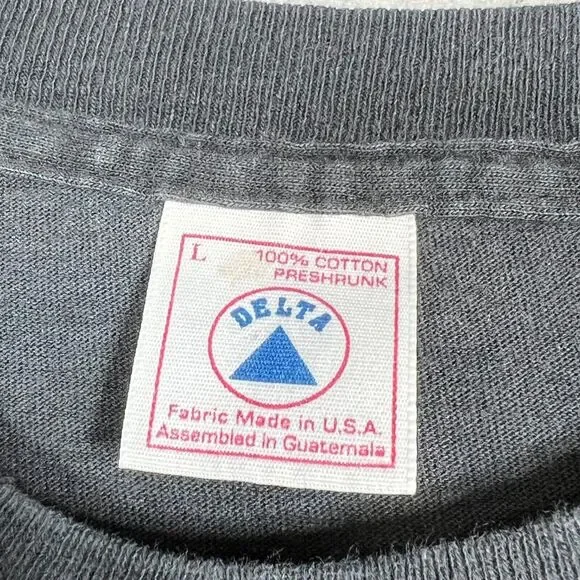 L
100% COTTON
PRESHRUNK
DELTA
Fabric Made in U.S.A.
Assembled in Guatemala